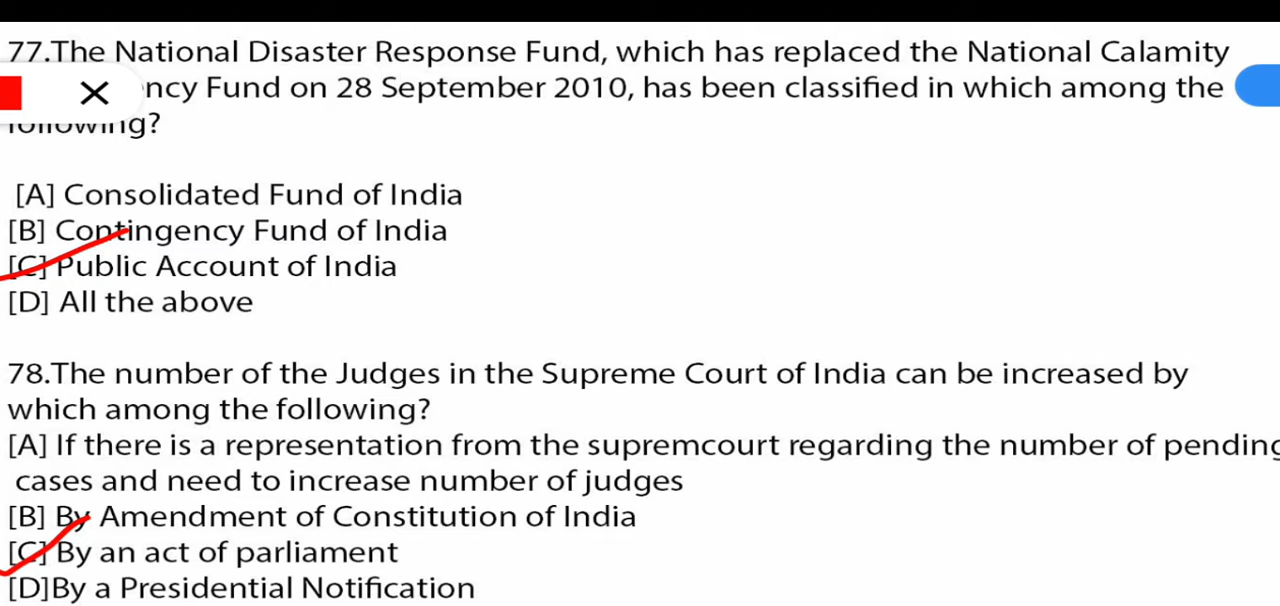 77.The National Disaster Response Fund, which has replaced the National Calamity
ncy Fund on 28 September 2010, has been classified in which among the
following?
[A] Consolidated Fund of India
[B] Contingency Fund of India
[C] Public Account of India
[D] All the above
78.The number of the Judges in the Supreme Court of India can be increased by
which among the following?
[A] If there is a representation from the supremcourt regarding the number of pending
cases and need to increase number of judges
[B] By Amendment of Constitution of India
[C] By an act of parliament
[D]By a Presidential Notification